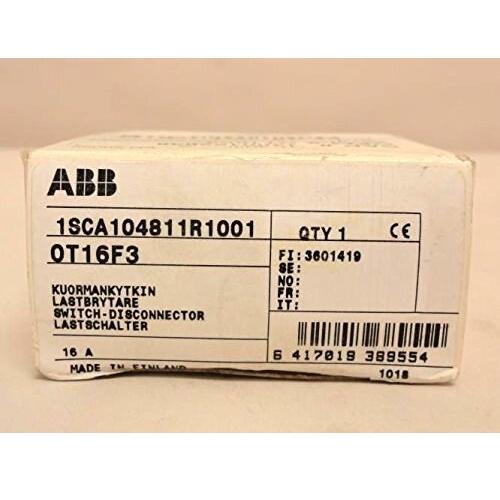 ABB
1SCA104811R1001
OT16F3
QTY 1 CE
FI: 3601419
SE:
NO:
FR:
IT:
KUORMANKYTKIN
LASTBRYTARE
SWITCH-DISCONNECTOR
LASTSCHALTER
16 A
MADE IN FINLAND
6 417019 389554
1018